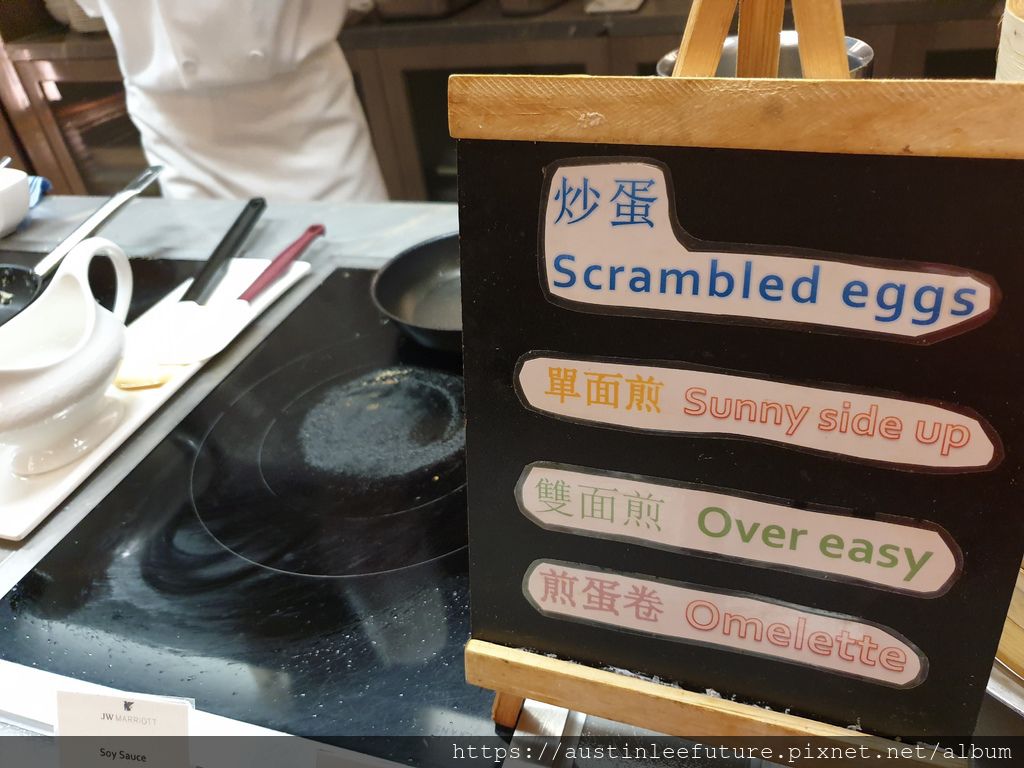 炒蛋
Scrambled eggs
單面煎 Sunny side up
雙面煎 Over easy
煎蛋卷 Omelette
JW MARRIOTT
Soy Sauce
https://austinleefuture.pixnet.net/album